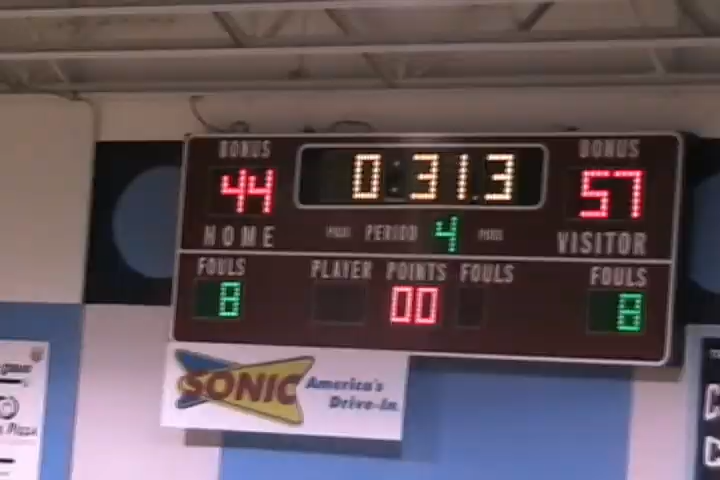 BONUS 0:31.3 BONUS
44 57
HOME PERIOD 4 VISITOR
FOULS PLAYER POINTS FOULS FOULS
8 00 8
SONIC America's
Drive-In